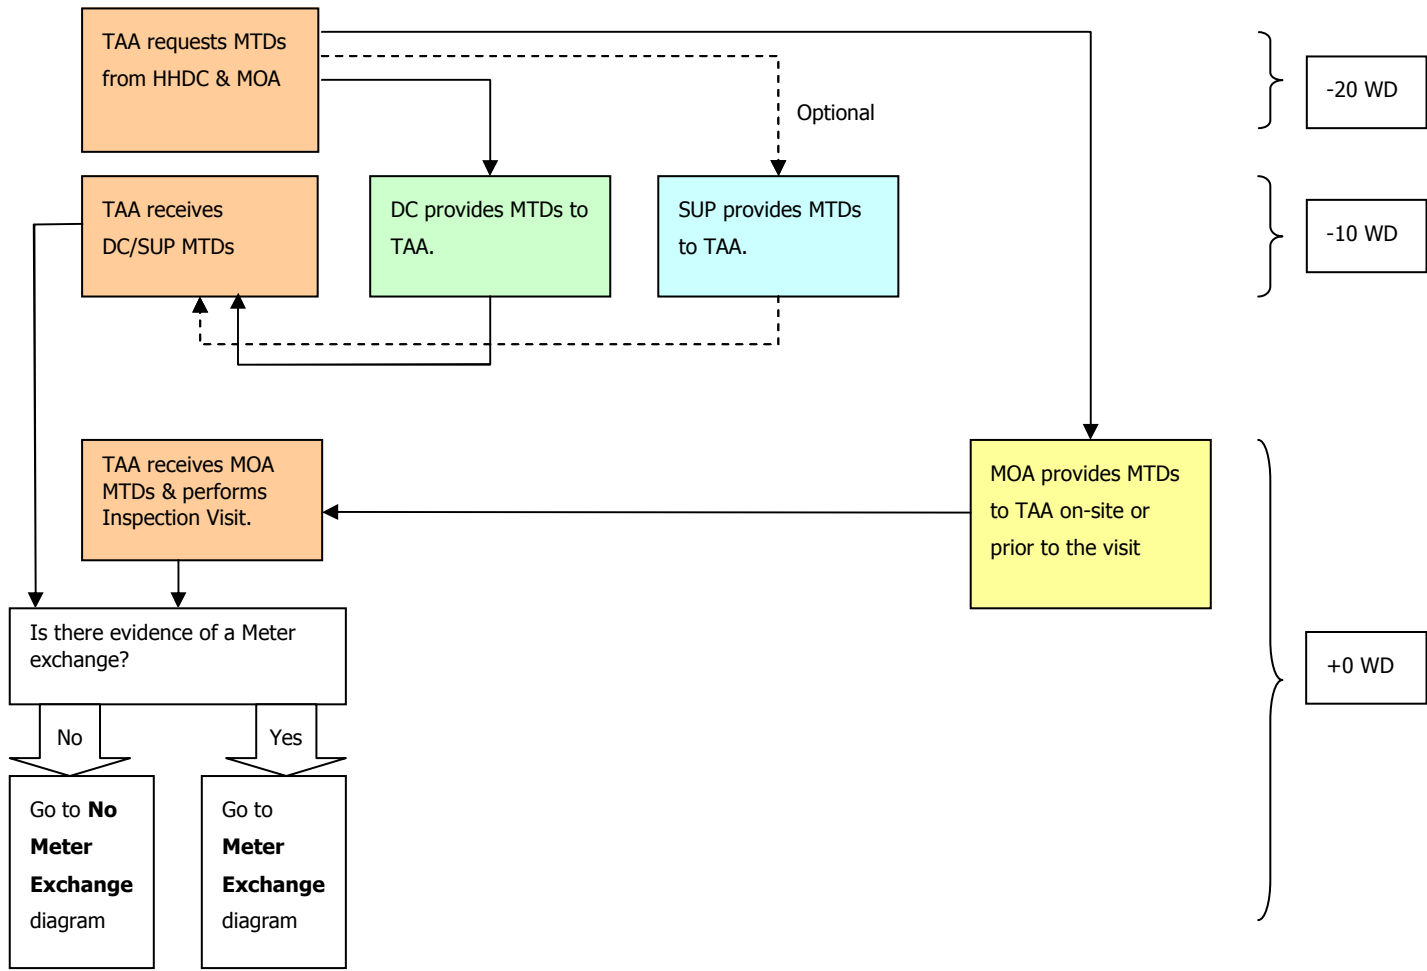 TAA requests MTDs
from HHDC & MOA
-20 WD
Optional
TAA receives
DC/SUP MTDs
DC provides MTDs to
TAA.
SUP provides MTDs
to TAA.
-10 WD
TAA receives MOA
MTDs & performs
Inspection Visit.
MOA provides MTDs
to TAA on-site or
prior to the visit
Is there evidence of a Meter
exchange?
+0 WD
No
Yes
Go to No
Meter
Exchange
diagram
Go to
Meter
Exchange
diagram